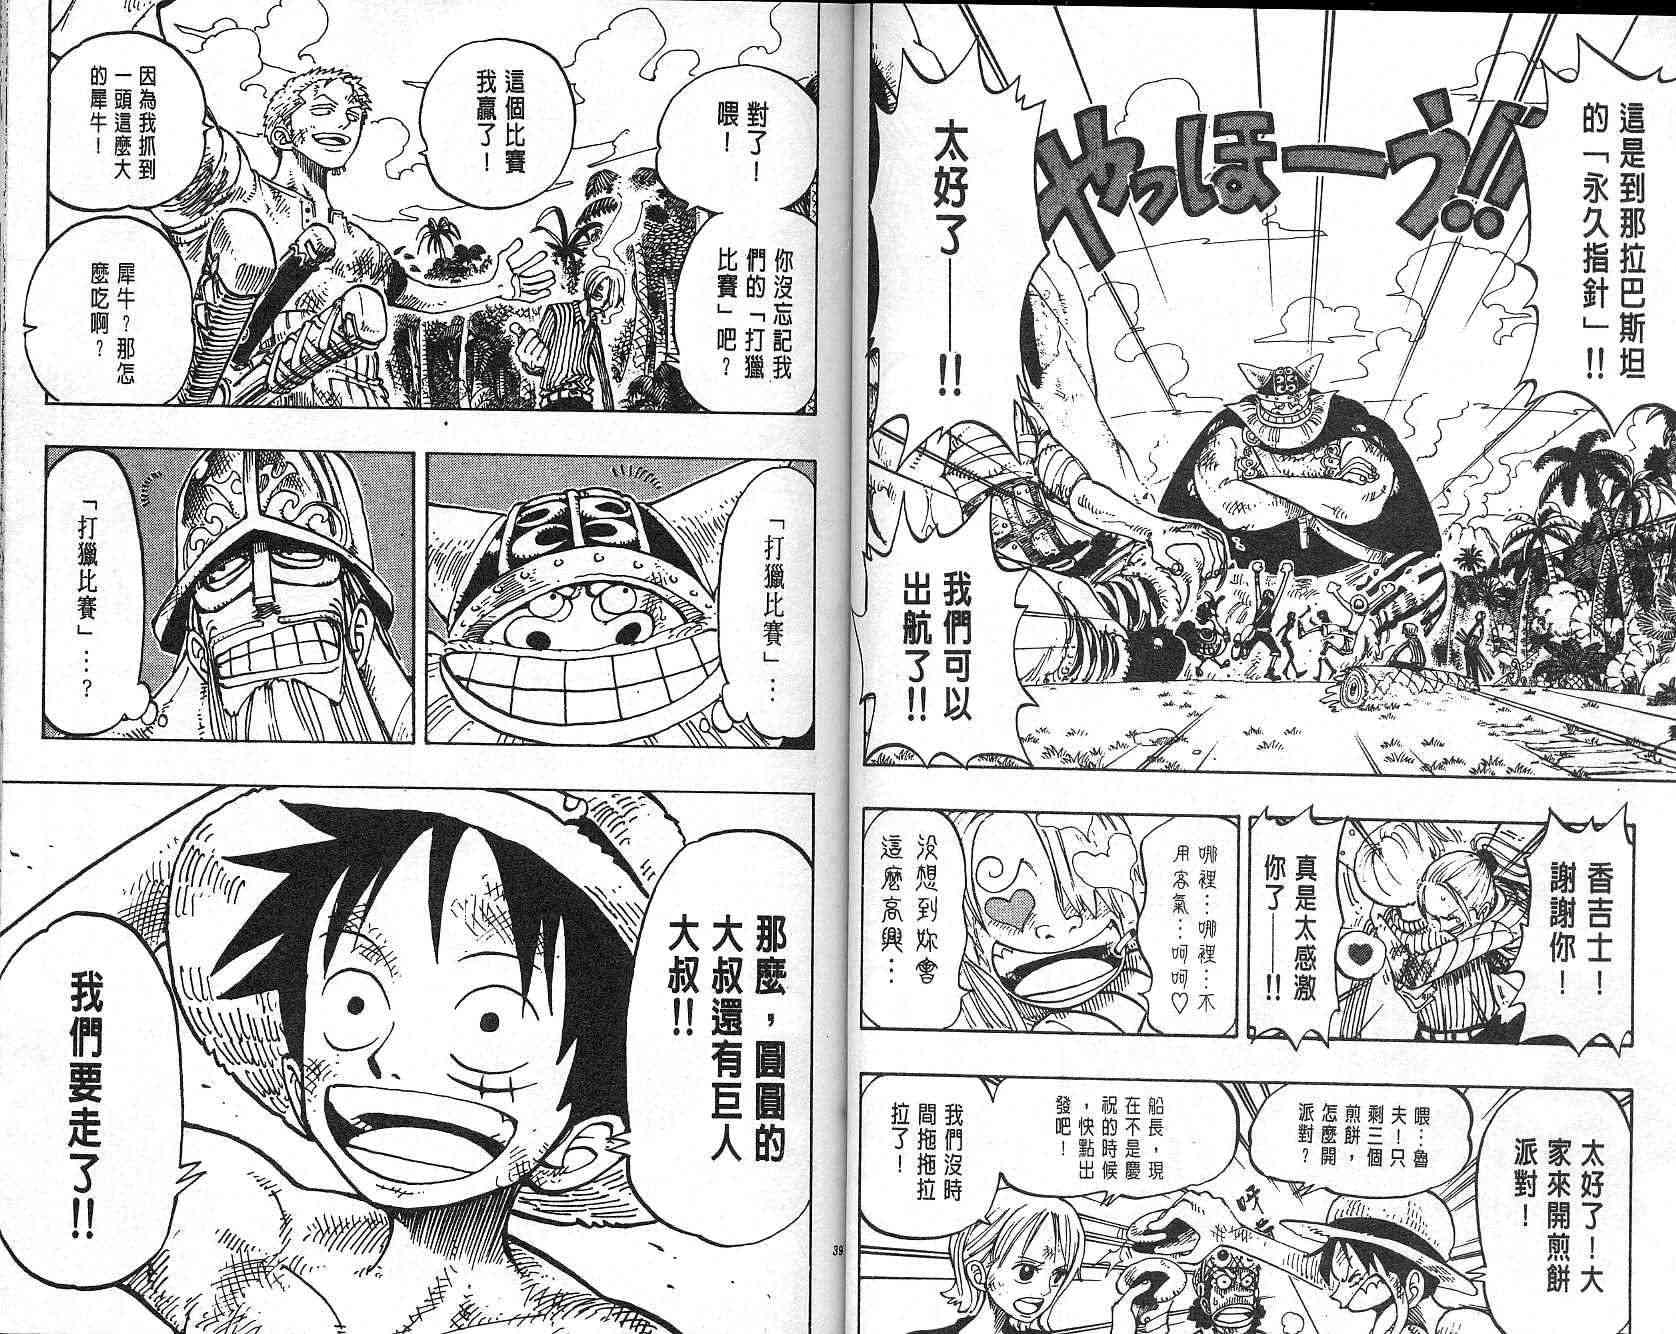 這是到那拉巴斯坦
的「永久指針」!!
やっほーう!!
太好了——!!
我們可以
出航了!!
香吉士！
謝謝你！
真是太感激
你了——!!
哪裡…哪裡…不
用客氣…呵呵♡
沒想到妳會
這麼高興…
太好了！大
家來開煎餅
派對！
喂…魯
夫！只
剩三個
煎餅，
怎麼開
派對？
呀
船長，現
在不是慶
祝的時候
，快點出
發吧！
我們沒時
間拖拖拉
拉了！
對了！
喂！
你沒忘記我
們的「打獵
比賽」吧？
這個比賽
我贏了！
因為我抓到
一頭這麼大
的犀牛！
犀牛？那怎
麼吃啊？
「打獵比賽」…
「打獵比賽」…？
那麼，圓圓的
大叔還有巨人
大叔!!
我們要走了!!
39